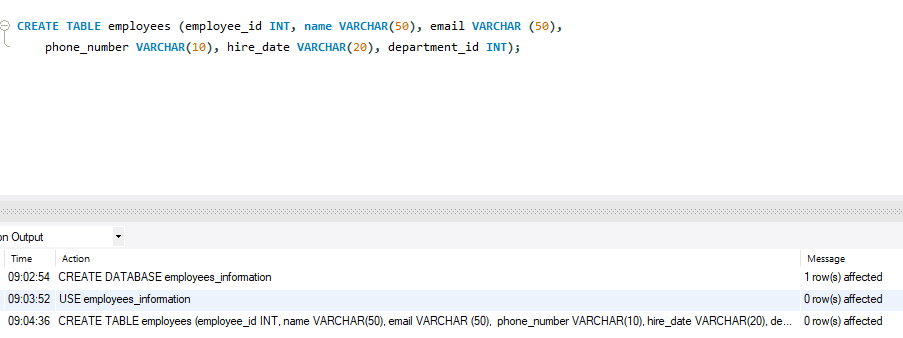 CREATE TABLE employees (employee_id INT, name VARCHAR(50), email VARCHAR (50),
phone_number VARCHAR(10), hire_date VARCHAR(20), department_id INT);
on Output
Time Action Message
09:02:54 CREATE DATABASE employees_information 1 row(s) affected
09:03:52 USE employees_information 0 row(s) affected
09:04:36 CREATE TABLE employees (employee_id INT, name VARCHAR(50), email VARCHAR (50), phone_number VARCHAR(10), hire_date VARCHAR(20), de... 0 row(s) affected